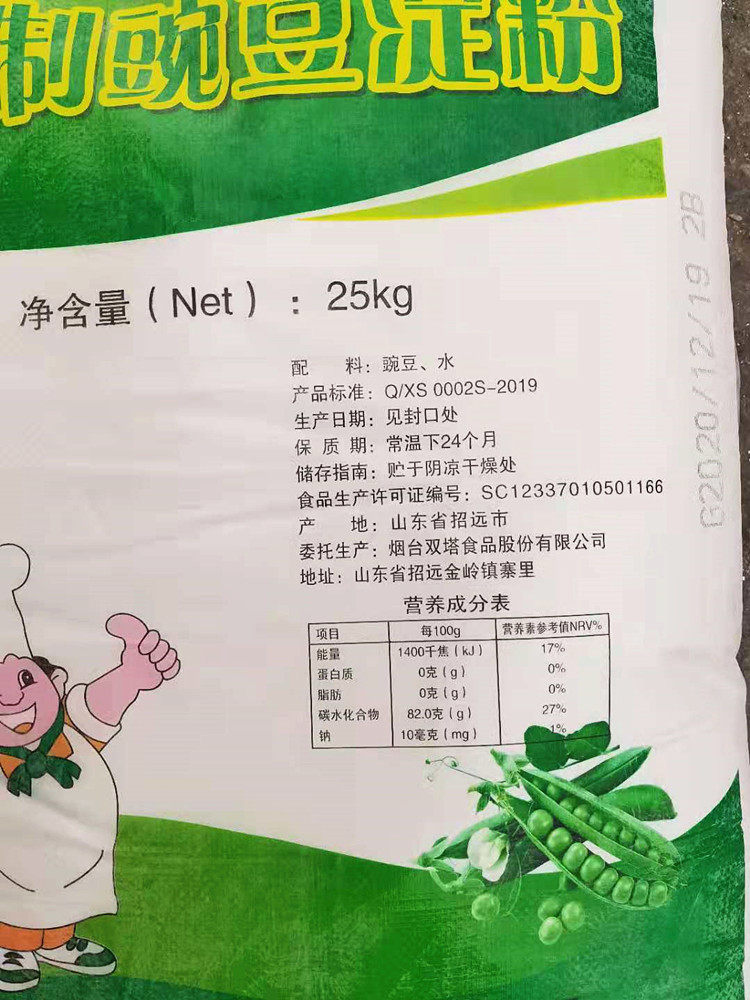 制豌豆淀粉
净含量（Net）：25kg
配 料：豌豆、水
产品标准：Q/XS 0002S-2019
生产日期：见封口处
保 质 期：常温下24个月
储存指南：贮于阴凉干燥处
食品生产许可证编号：SC12337010501166
产 地：山东省招远市
委托生产：烟台双塔食品股份有限公司
地址：山东省招远金岭镇寨里
营养成分表
项目 每100g 营养素参考值NRV%
能量 1400千焦（kJ） 17%
蛋白质 0克（g） 0%
脂肪 0克（g） 0%
碳水化合物 82.0克（g） 27%
钠 10毫克（mg） 1%
G2020/12/19 2B